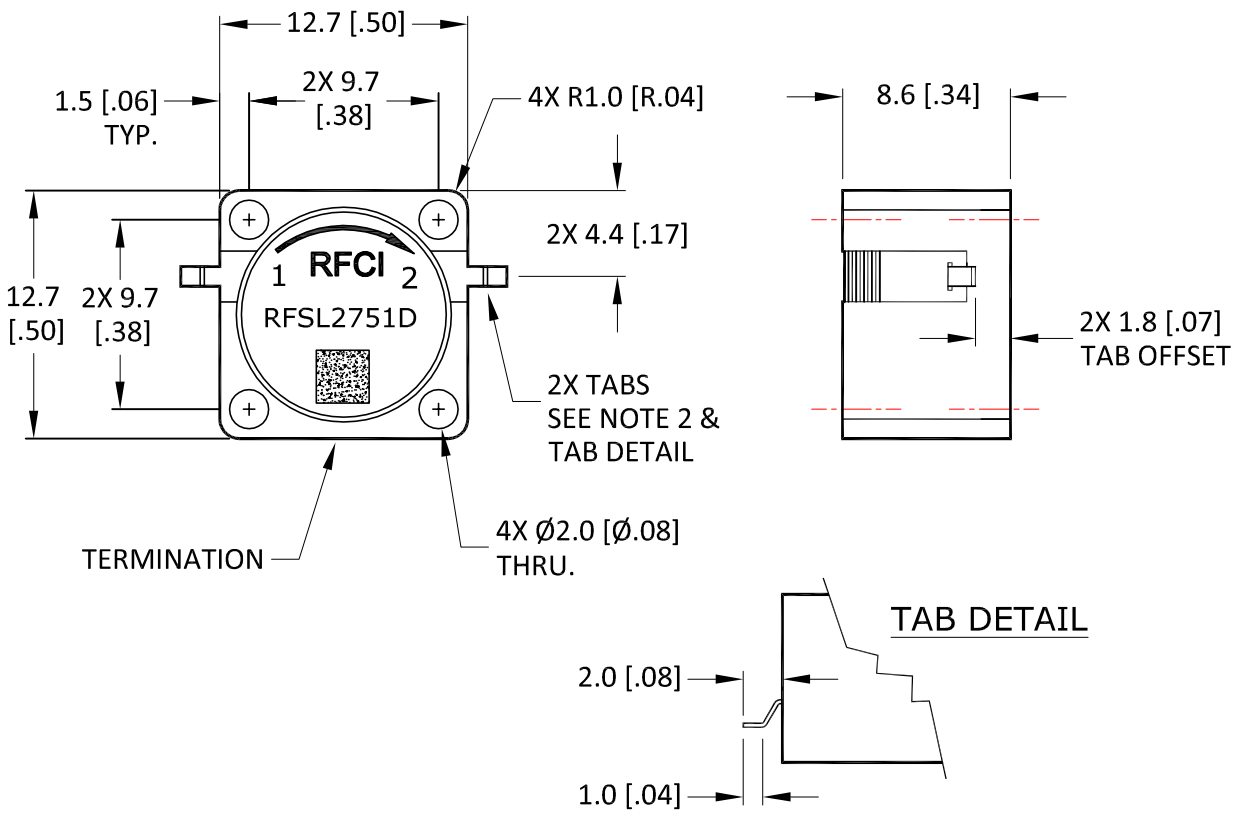 12.7 [.50]
1.5 [.06]
TYP.
2X 9.7
[.38]
4X R1.0 [R.04]
8.6 [.34]
2X 4.4 [.17]
12.7
[.50]
2X 9.7
[.38]
1
RFCI
2
RFSL2751D
2X 1.8 [.07]
TAB OFFSET
2X TABS
SEE NOTE 2 &
TAB DETAIL
TERMINATION
4X Ø2.0 [Ø.08]
THRU.
TAB DETAIL
2.0 [.08]
1.0 [.04]